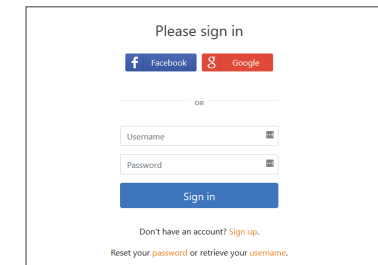 Please sign in
f Facebook
8 Google
OR
Username
Password
Sign in
Don't have an account? Sign up.
Reset your password or retrieve your username.